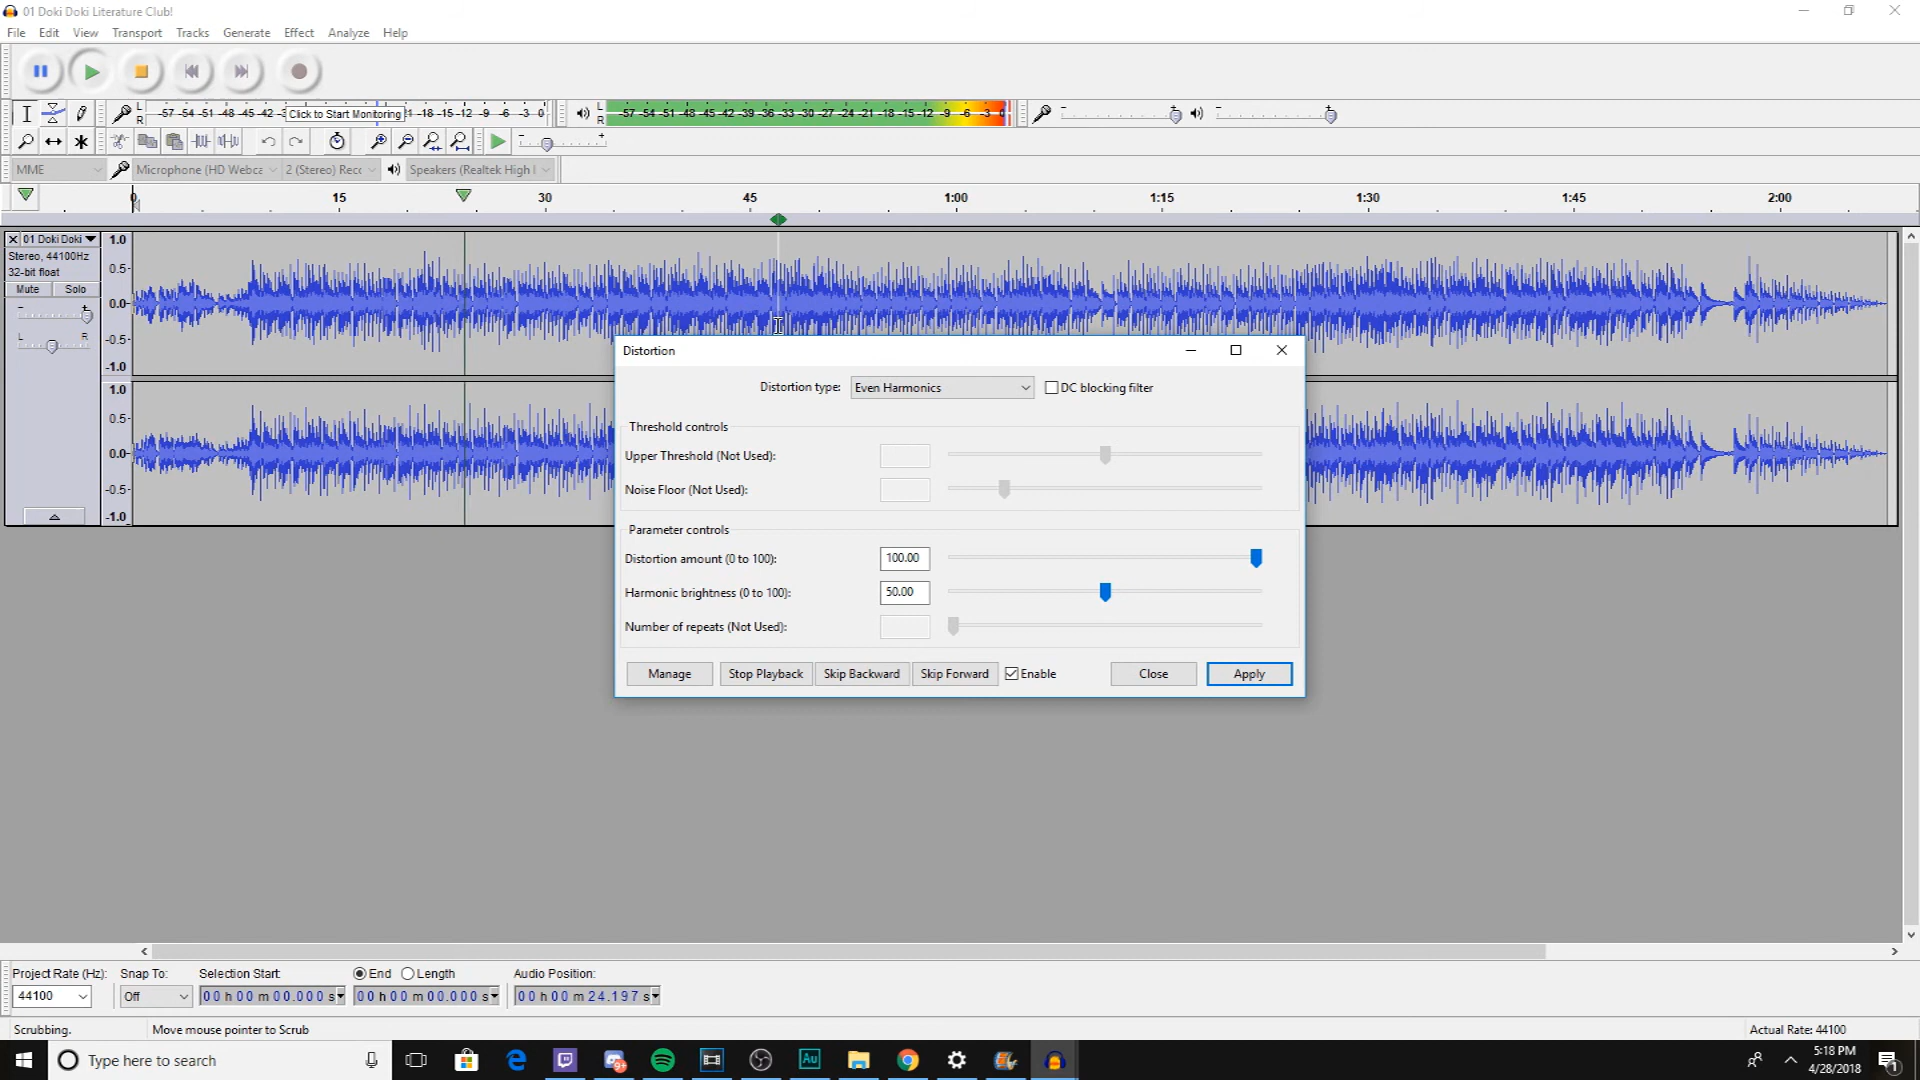 01 Doki Doki Literature Club!
File Edit View Transport Tracks Generate Effect Analyze Help
L R -57 -54 -51 -48 -45 -42 Click to Start Monitoring -18 -15 -12 -9 -6 -3 0 L R -57 -54 -51 -48 -45 -42 -39 -36 -33 -30 -27 -24 -21 -18 -15 -12 -9 -6 -3 0
MME Microphone (HD Webca 2 (Stereo) Recc Speakers (Realtek High
0 15 30 45 1:00 1:15 1:30 1:45 2:00
01 Doki Doki 1.0
Stereo, 44100Hz
32-bit float 0.5
Mute Solo
0.0
L R -0.5
-1.0
1.0
0.5
0.0
-0.5
-1.0
Distortion
Distortion type: Even Harmonics DC blocking filter
Threshold controls
Upper Threshold (Not Used):
Noise Floor (Not Used):
Parameter controls
Distortion amount (0 to 100): 100.00
Harmonic brightness (0 to 100): 50.00
Number of repeats (Not Used):
Manage Stop Playback Skip Backward Skip Forward Enable Close Apply
Project Rate (Hz): Snap To: Selection Start: End Length Audio Position:
44100 Off 00 h 00 m 00.000 s 00 h 00 m 00.000 s 00 h 00 m 24.197 s
Scrubbing. Move mouse pointer to Scrub Actual Rate: 44100
Type here to search 9+ Au 5:18 PM
4/28/2018 1